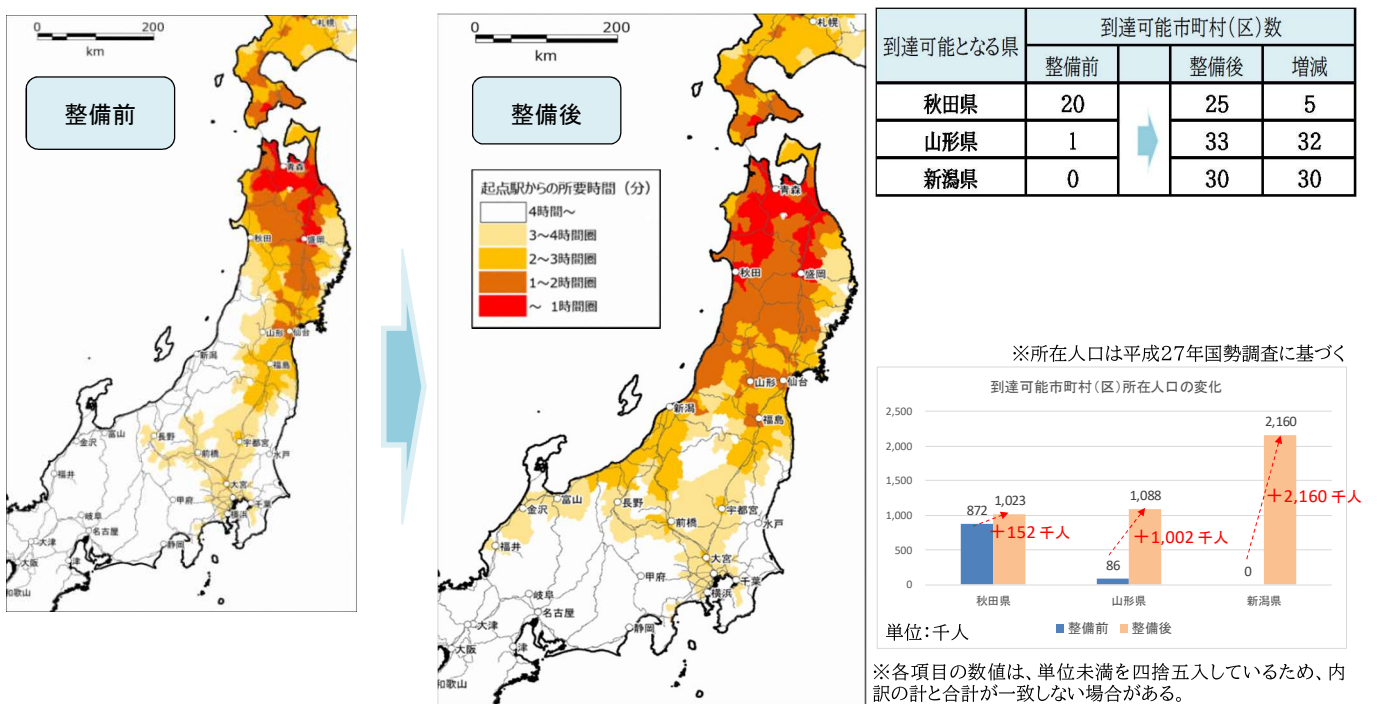 0 200
km
整備前
札幌
青森
秋田
盛岡
山形
仙台
新潟
福島
金沢
富山
長野
宇都宮
前橋
水戸
福井
大宮
甲府
千葉
横浜
岐阜
名古屋
静岡
大津
大阪
津
和歌山
0 200
km
整備後
起点駅からの所要時間（分）
4時間～
3～4時間圏
2～3時間圏
1～2時間圏
～ 1時間圏
札幌
青森
秋田
盛岡
山形
仙台
新潟
福島
富山
金沢
長野
宇都宮
前橋
水戸
福井
大宮
甲府
千葉
横浜
岐阜
名古屋
静岡
大津
大阪
津
和歌山
到達可能となる県
到達可能市町村（区）数
整備前 整備後 増減
秋田県 20 25 5
山形県 1 33 32
新潟県 0 30 30
※所在人口は平成27年国勢調査に基づく
到達可能市町村（区）所在人口の変化
2,500
2,000
1,500
1,000
500
0
872
1,023
＋152 千人
86
1,088
＋1,002 千人
0
2,160
＋2,160 千人
秋田県 山形県 新潟県
単位：千人
整備前 整備後
※各項目の数値は、単位未満を四捨五入しているため、内
訳の計と合計が一致しない場合がある。